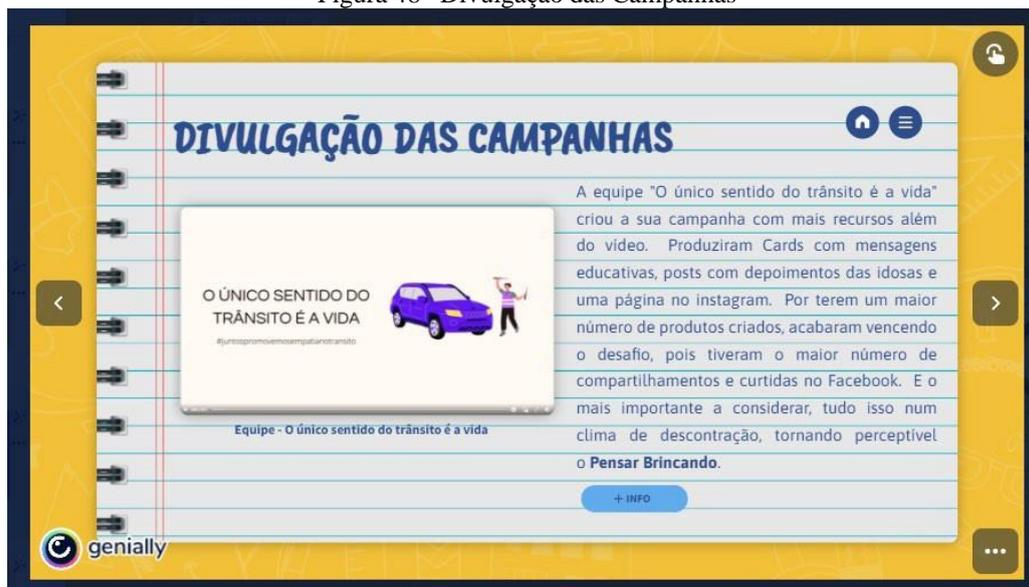 Figura 48 - Divulgação das Campanhas
DIVULGAÇÃO DAS CAMPANHAS
O ÚNICO SENTIDO DO
TRÂNSITO É A VIDA
#juntospromovemosempatianotransito
Equipe - O único sentido do trânsito é a vida
A equipe "O único sentido do trânsito é a vida"
criou a sua campanha com mais recursos além
do vídeo. Produziram Cards com mensagens
educativas, posts com depoimentos das idosas e
uma página no instagram. Por terem um maior
número de produtos criados, acabaram vencendo
o desafio, pois tiveram o maior número de
compartilhamentos e curtidas no Facebook. E o
mais importante a considerar, tudo isso num
clima de descontração, tornando perceptível
o Pensar Brincando.
+ INFO
genially